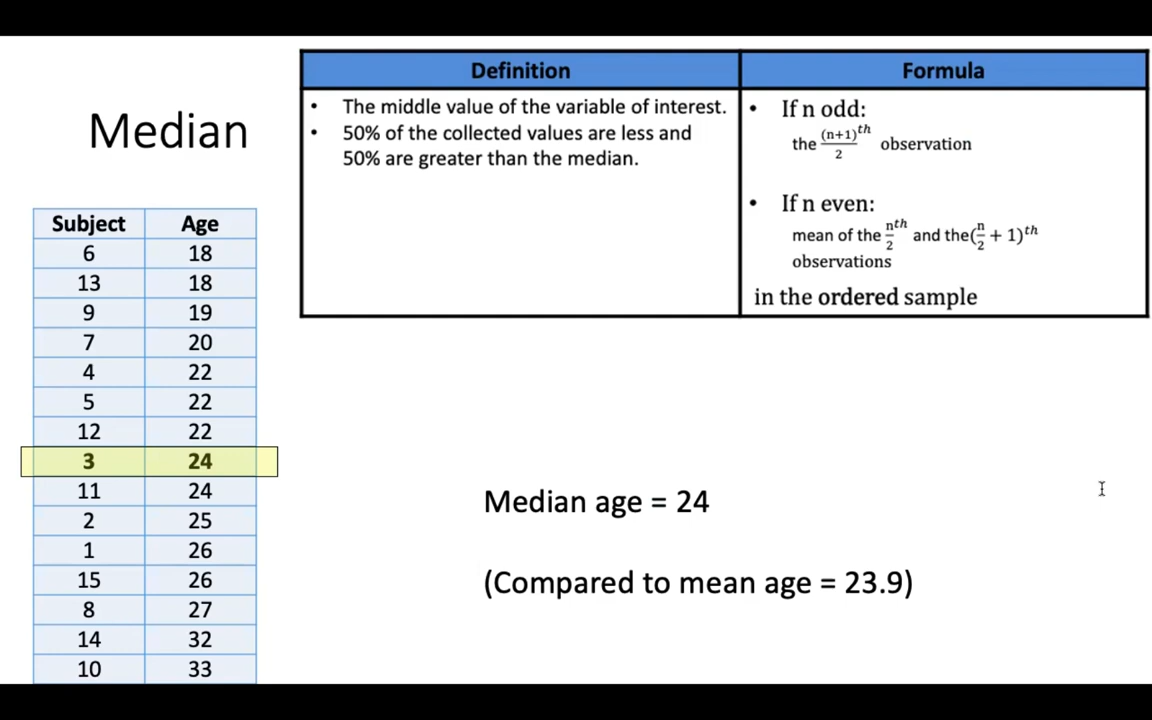 Median
Definition
Formula
• The middle value of the variable of interest.
• 50% of the collected values are less and
50% are greater than the median.
• If n odd:
the (n+1)/2 th observation
• If n even:
mean of the n/2 th and the(n/2 + 1)th
observations
in the ordered sample
Subject Age
6 18
13 18
9 19
7 20
4 22
5 22
12 22
3 24
11 24
2 25
1 26
15 26
8 27
14 32
10 33
Median age = 24
(Compared to mean age = 23.9)